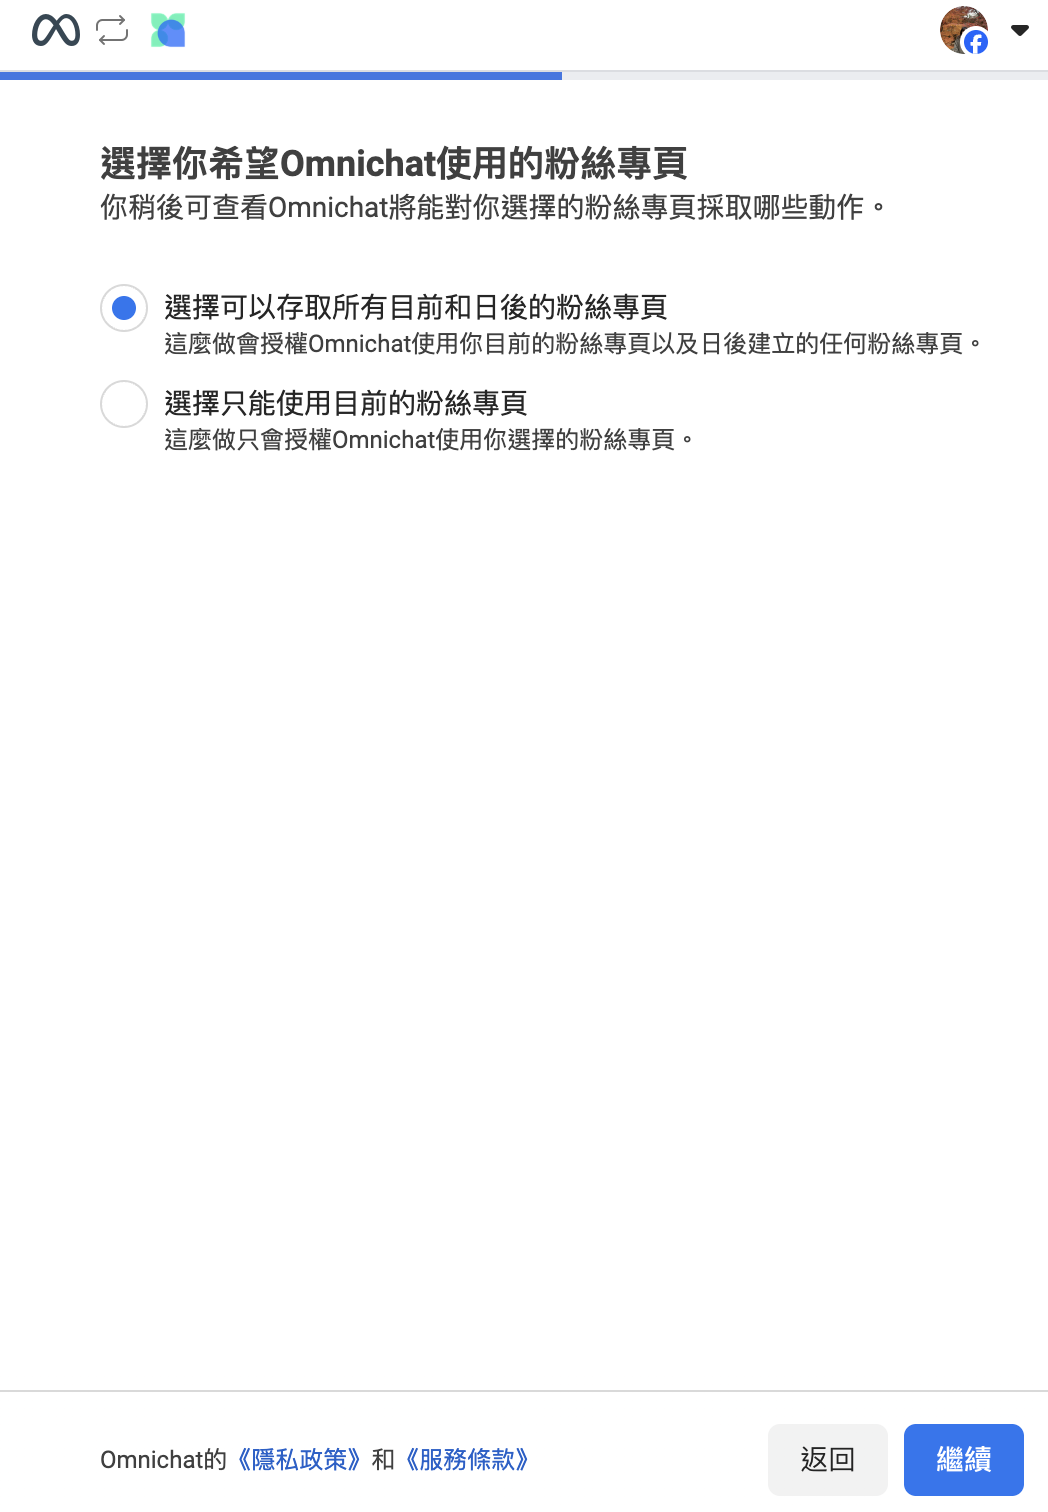 選擇你希望Omnichat使用的粉絲專頁
你稍後可查看Omnichat將能對你選擇的粉絲專頁採取哪些動作。
選擇可以存取所有目前和日後的粉絲專頁
這麼做會授權Omnichat使用你目前的粉絲專頁以及日後建立的任何粉絲專頁。
選擇只能使用目前的粉絲專頁
這麼做只會授權Omnichat使用你選擇的粉絲專頁。
Omnichat的《隱私政策》和《服務條款》
返回
繼續